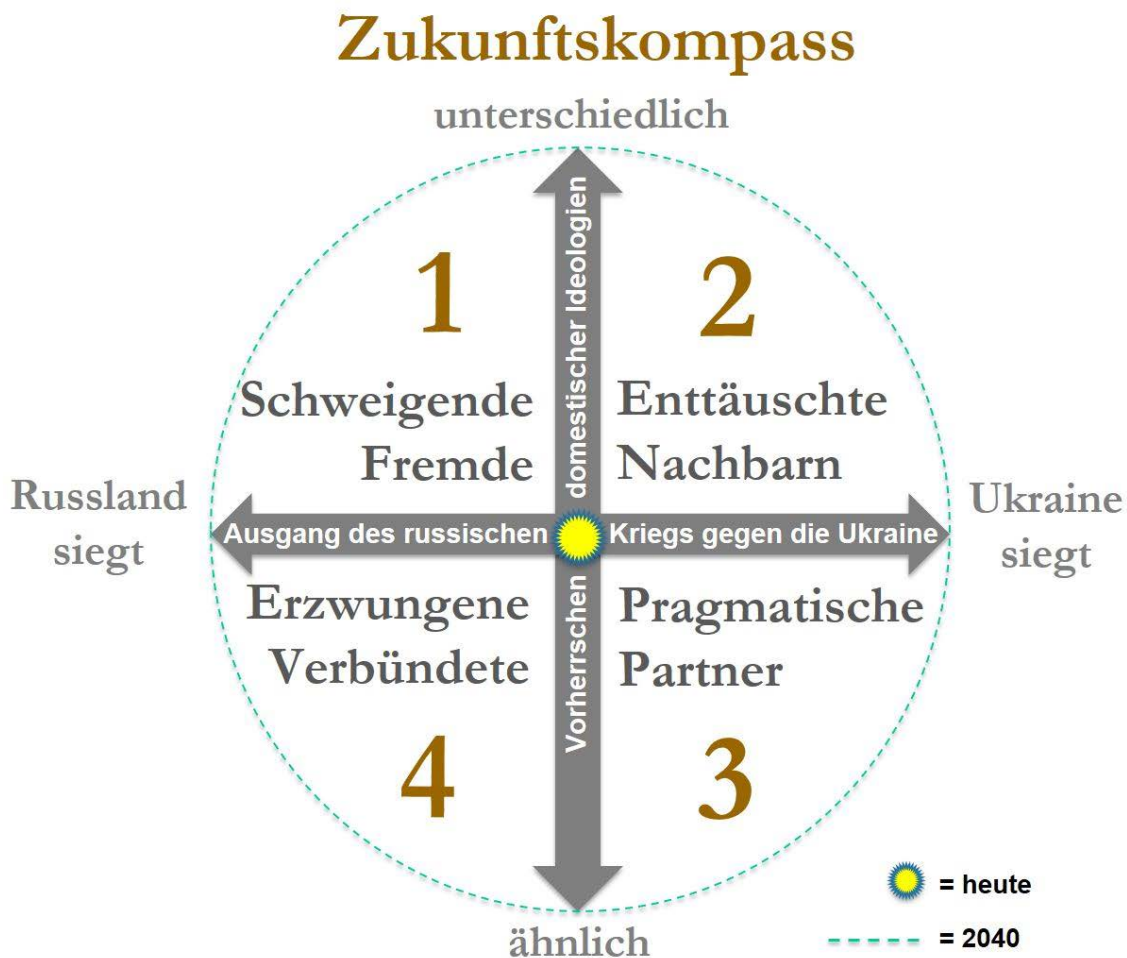 Zukunftskompass
unterschiedlich
Vorherrschen domestischer Ideologien
1
2
Schweigende
Fremde
Enttäuschte
Nachbarn
Russland
siegt
Ausgang des russischen Kriegs gegen die Ukraine
Ukraine
siegt
Erzwungene
Verbündete
Pragmatische
Partner
4
3
ähnlich
= heute
= 2040